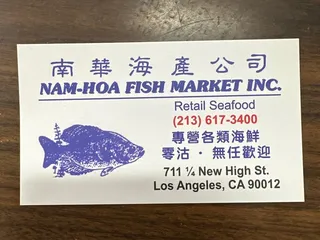 南華海產公司
NAM-HOA FISH MARKET INC.
Retail Seafood
(213) 617-3400
專營各類海鮮
零沽・無任歡迎
711 ¼ New High St.
Los Angeles, CA 90012